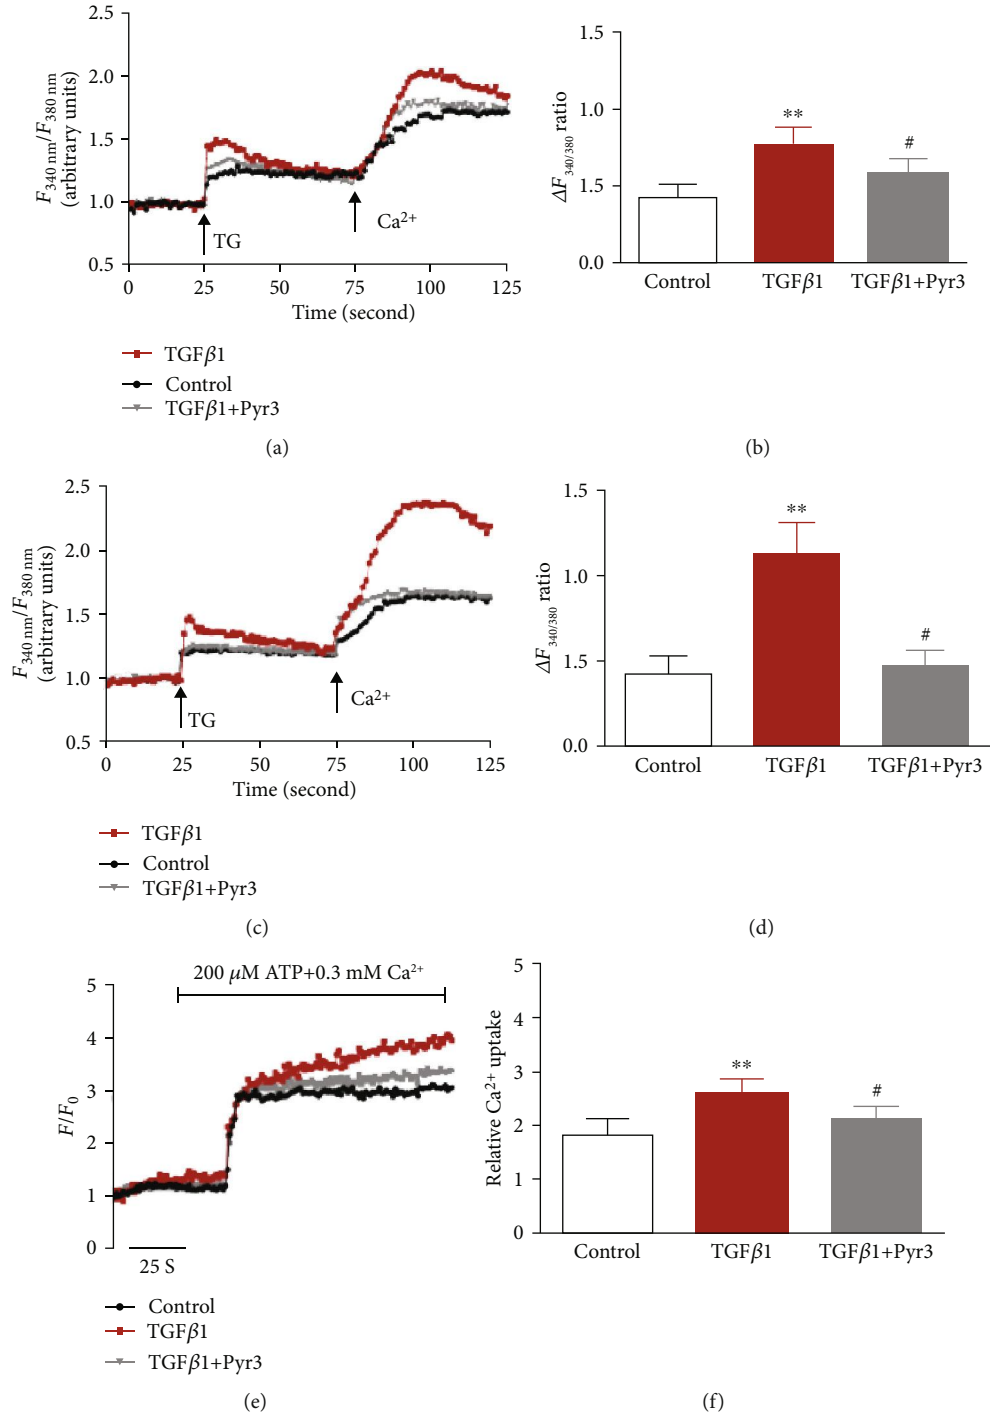 2.5
2.0
1.5
1.0
0.5
F340 nm/F380 nm
(arbitrary units)
TG
Ca2+
0 25 50 75 100 125
Time (second)
TGFβ1
Control
TGFβ1+Pyr3
(a)
1.5
1.0
1.5
0.0
ΔF340/380 ratio
**
#
Control TGFβ1 TGFβ1+Pyr3
(b)
2.5
2.0
1.5
1.0
0.5
F340 nm/F380 nm
(arbitrary units)
TG
Ca2+
0 25 50 75 100 125
Time (second)
TGFβ1
Control
TGFβ1+Pyr3
(c)
1.5
1.0
1.5
0.0
ΔF340/380 ratio
**
#
Control TGFβ1 TGFβ1+Pyr3
(d)
200 μM ATP+0.3 mM Ca2+
5
4
3
2
1
0
F/F0
25 S
Control
TGFβ1
TGFβ1+Pyr3
(e)
5
4
3
2
1
0
Relative Ca2+ uptake
**
#
Control TGFβ1 TGFβ1+Pyr3
(f)